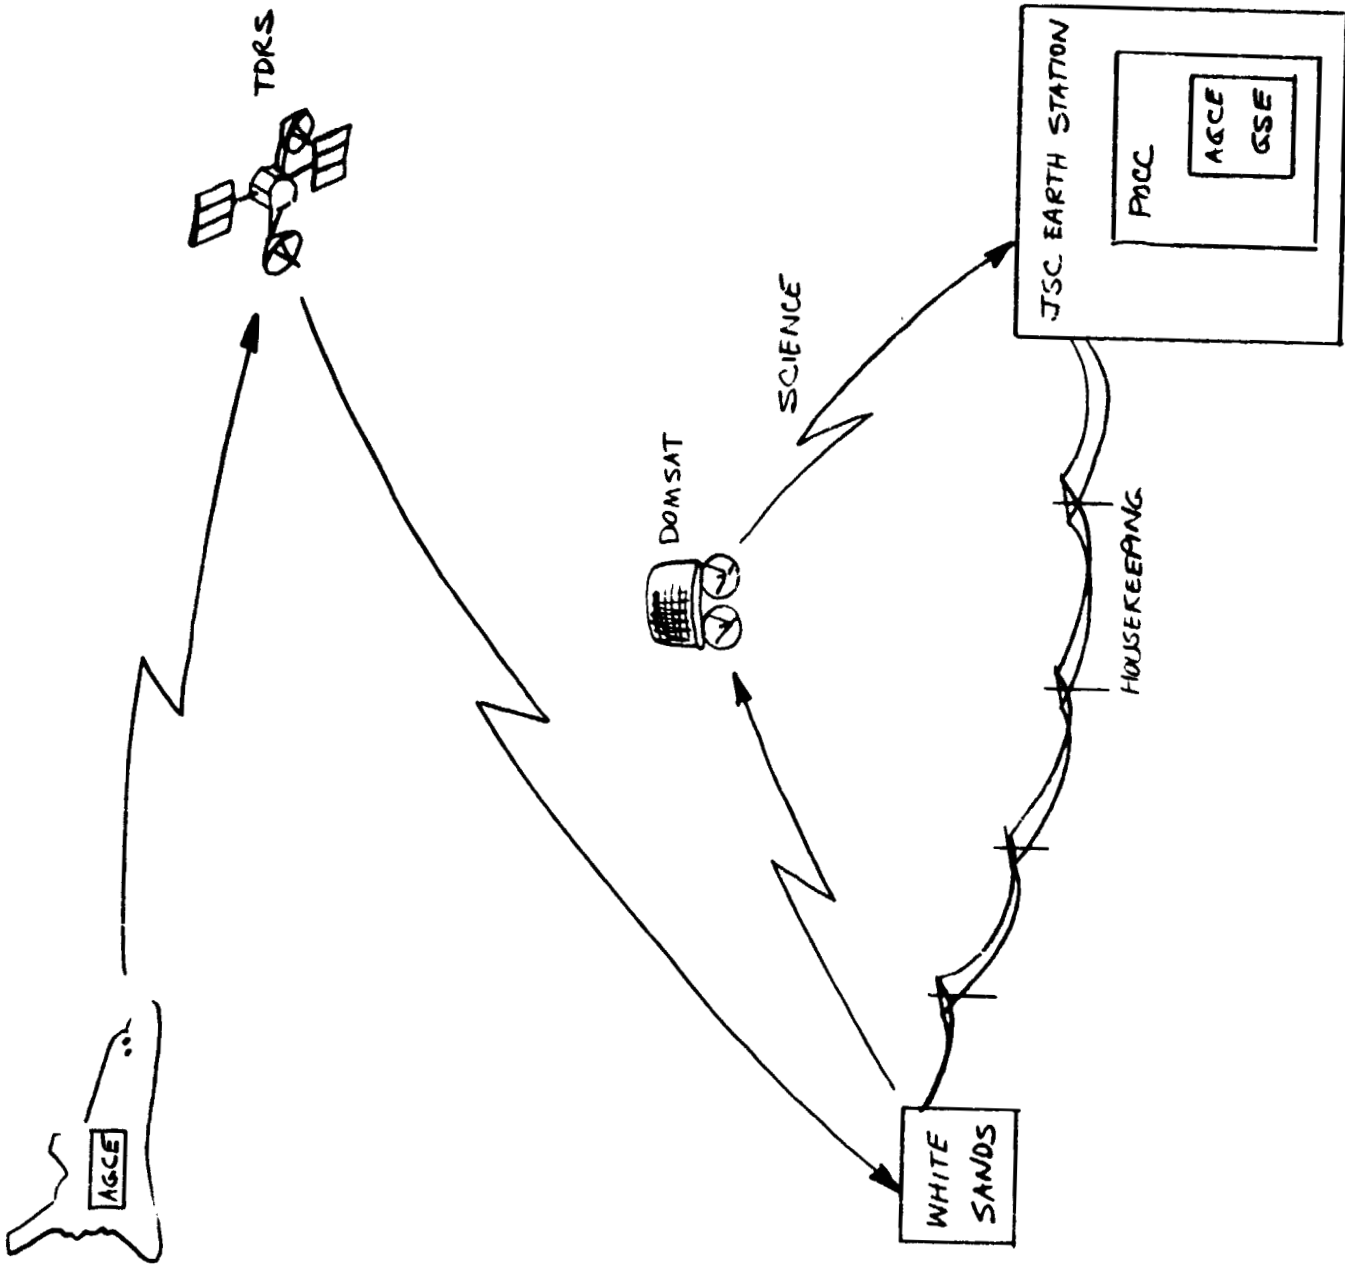 AGCE
TDRS
DOMSAT
SCIENCE
WHITE
SANDS
HOUSEKEEPING
JSC EARTH STATION
POCC
AGCE
GSE